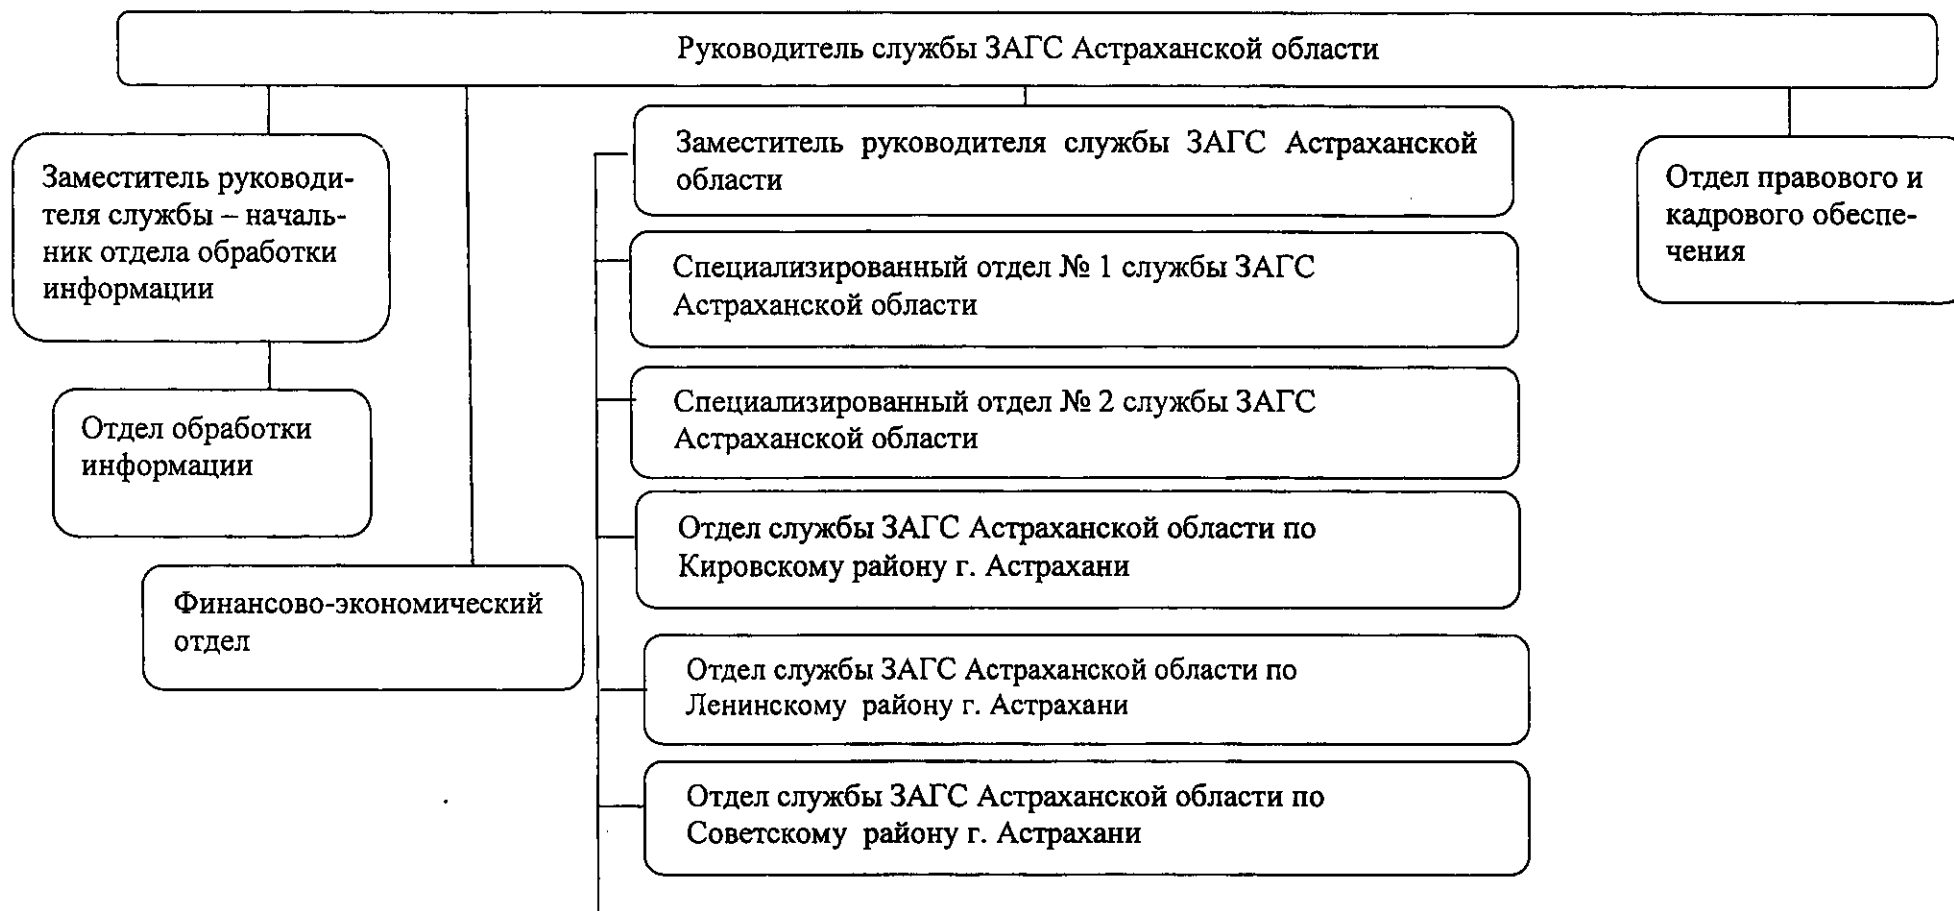 Руководитель службы ЗАГС Астраханской области
Заместитель руководи-
теля службы – началь-
ник отдела обработки
информации
Отдел обработки
информации
Финансово-экономический
отдел
Заместитель руководителя службы ЗАГС Астраханской
области
Специализированный отдел № 1 службы ЗАГС
Астраханской области
Специализированный отдел № 2 службы ЗАГС
Астраханской области
Отдел службы ЗАГС Астраханской области по
Кировскому району г. Астрахани
Отдел службы ЗАГС Астраханской области по
Ленинскому району г. Астрахани
Отдел службы ЗАГС Астраханской области по
Советскому району г. Астрахани
Отдел правового и
кадрового обеспе-
чения